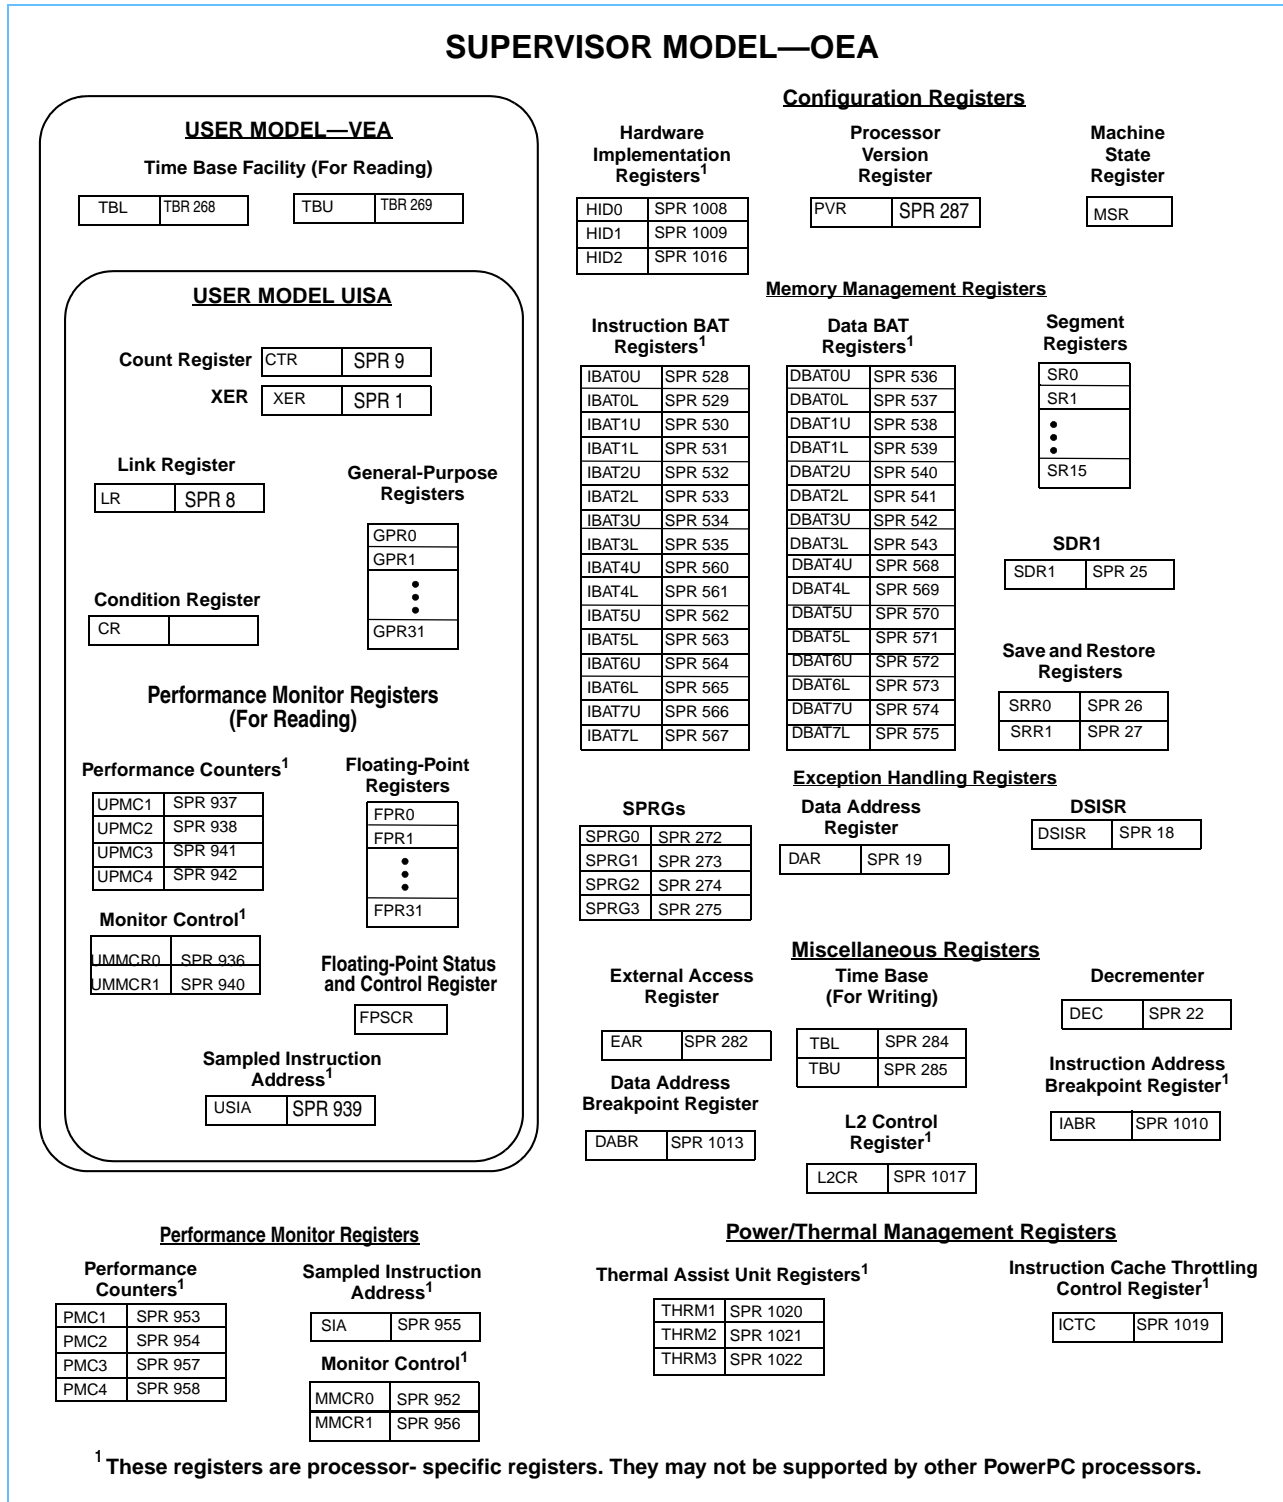 SUPERVISOR MODEL—OEA
USER MODEL—VEA
Time Base Facility (For Reading)
TBL TBR 268 TBU TBR 269
USER MODEL UISA
Count Register CTR SPR 9
XER XER SPR 1
Link Register
LR SPR 8
General-Purpose
Registers
GPR0
GPR1
GPR31
Condition Register
CR
Performance Monitor Registers
(For Reading)
Performance Counters1
UPMC1 SPR 937
UPMC2 SPR 938
UPMC3 SPR 941
UPMC4 SPR 942
Floating-Point
Registers
FPR0
FPR1
FPR31
Monitor Control1
UMMCR0 SPR 936
UMMCR1 SPR 940
Floating-Point Status
and Control Register
FPSCR
Sampled Instruction
Address1
USIA SPR 939
Configuration Registers
Hardware
Implementation
Registers1
HID0 SPR 1008
HID1 SPR 1009
HID2 SPR 1016
Processor
Version
Register
PVR SPR 287
Machine
State
Register
MSR
Memory Management Registers
Instruction BAT
Registers1
IBAT0U SPR 528
IBAT0L SPR 529
IBAT1U SPR 530
IBAT1L SPR 531
IBAT2U SPR 532
IBAT2L SPR 533
IBAT3U SPR 534
IBAT3L SPR 535
IBAT4U SPR 560
IBAT4L SPR 561
IBAT5U SPR 562
IBAT5L SPR 563
IBAT6U SPR 564
IBAT6L SPR 565
IBAT7U SPR 566
IBAT7L SPR 567
Data BAT
Registers1
DBAT0U SPR 536
DBAT0L SPR 537
DBAT1U SPR 538
DBAT1L SPR 539
DBAT2U SPR 540
DBAT2L SPR 541
DBAT3U SPR 542
DBAT3L SPR 543
DBAT4U SPR 568
DBAT4L SPR 569
DBAT5U SPR 570
DBAT5L SPR 571
DBAT6U SPR 572
DBAT6L SPR 573
DBAT7U SPR 574
DBAT7L SPR 575
Segment
Registers
SR0
SR1
SR15
SDR1
SDR1 SPR 25
Save and Restore
Registers
SRR0 SPR 26
SRR1 SPR 27
Exception Handling Registers
SPRGs
SPRG0 SPR 272
SPRG1 SPR 273
SPRG2 SPR 274
SPRG3 SPR 275
Data Address
Register
DAR SPR 19
DSISR
DSISR SPR 18
Miscellaneous Registers
External Access
Register
EAR SPR 282
Time Base
(For Writing)
TBL SPR 284
TBU SPR 285
Decrementer
DEC SPR 22
Data Address
Breakpoint Register
DABR SPR 1013
L2 Control
Register1
L2CR SPR 1017
Instruction Address
Breakpoint Register1
IABR SPR 1010
Performance Monitor Registers
Performance
Counters1
PMC1 SPR 953
PMC2 SPR 954
PMC3 SPR 957
PMC4 SPR 958
Sampled Instruction
Address1
SIA SPR 955
Monitor Control1
MMCR0 SPR 952
MMCR1 SPR 956
Power/Thermal Management Registers
Thermal Assist Unit Registers1
THRM1 SPR 1020
THRM2 SPR 1021
THRM3 SPR 1022
Instruction Cache Throttling
Control Register1
ICTC SPR 1019
1 These registers are processor- specific registers. They may not be supported by other PowerPC processors.